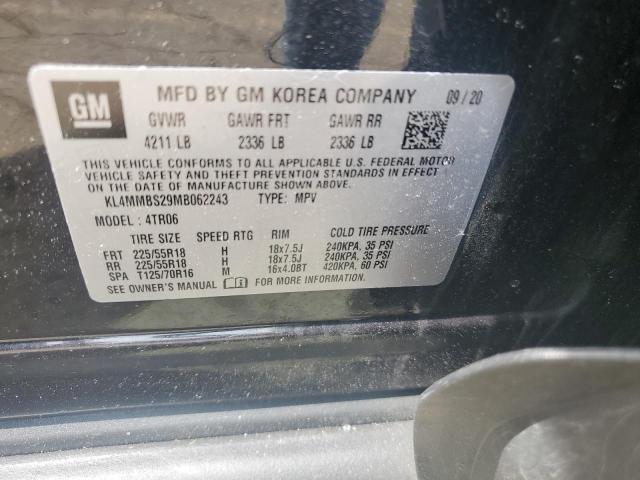 GM
MFD BY GM KOREA COMPANY 09/20
GVWR GAWR FRT GAWR RR
4211 LB 2336 LB 2336 LB
THIS VEHICLE CONFORMS TO ALL APPLICABLE U.S. FEDERAL MOTOR
VEHICLE SAFETY AND THEFT PREVENTION STANDARDS IN EFFECT ON
THE DATE OF MANUFACTURE SHOWN ABOVE.
KL4MMBS29MB062243 TYPE: MPV
MODEL: 4TR06
TIRE SIZE SPEED RTG RIM COLD TIRE PRESSURE
FRT 225/55R18 H 18x7.5J 240KPA, 35 PSI
RR 225/55R18 H 18x7.5J 240KPA, 35 PSI
SPA T125/70R16 M 16x4.0BT 420KPA, 60 PSI
SEE OWNER'S MANUAL FOR MORE INFORMATION.